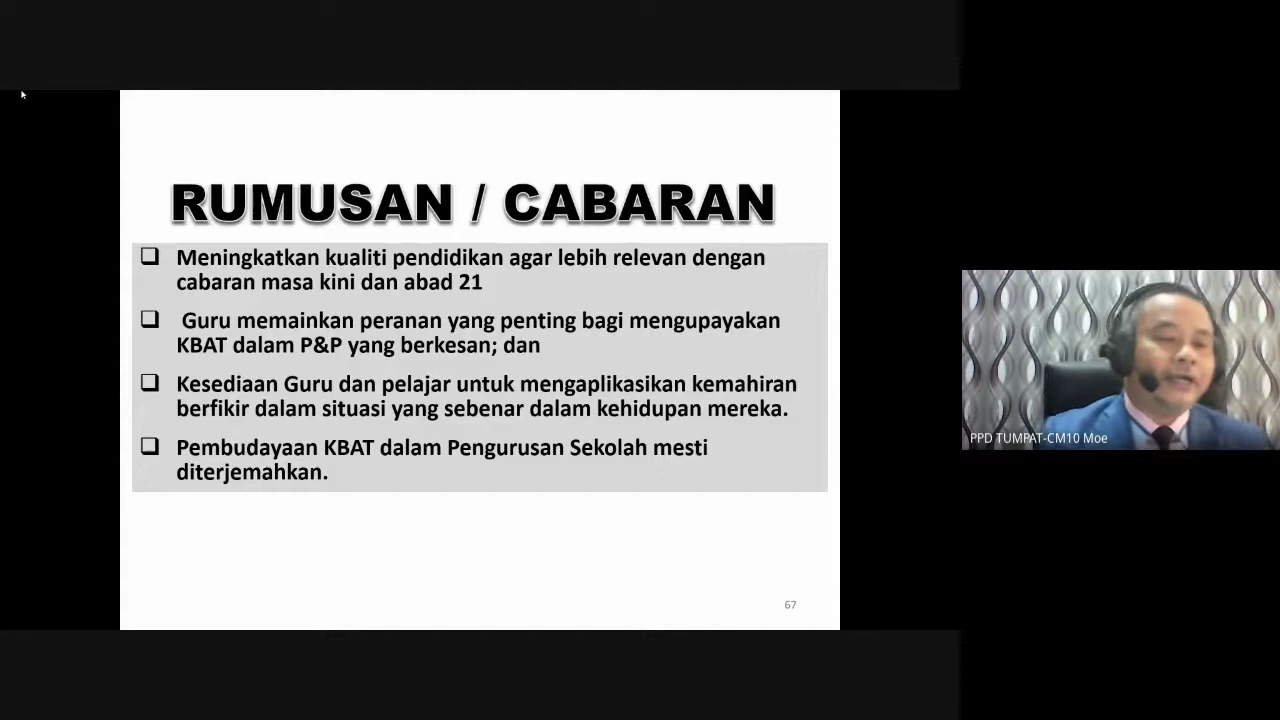 RUMUSAN / CABARAN
Meningkatkan kualiti pendidikan agar lebih relevan dengan
cabaran masa kini dan abad 21
Guru memainkan peranan yang penting bagi mengupayakan
KBAT dalam P&P yang berkesan; dan
Kesediaan Guru dan pelajar untuk mengaplikasikan kemahiran
berfikir dalam situasi yang sebenar dalam kehidupan mereka.
Pembudayaan KBAT dalam Pengurusan Sekolah mesti
diterjemahkan.
67
PPD TUMPAT-CM10 Moe